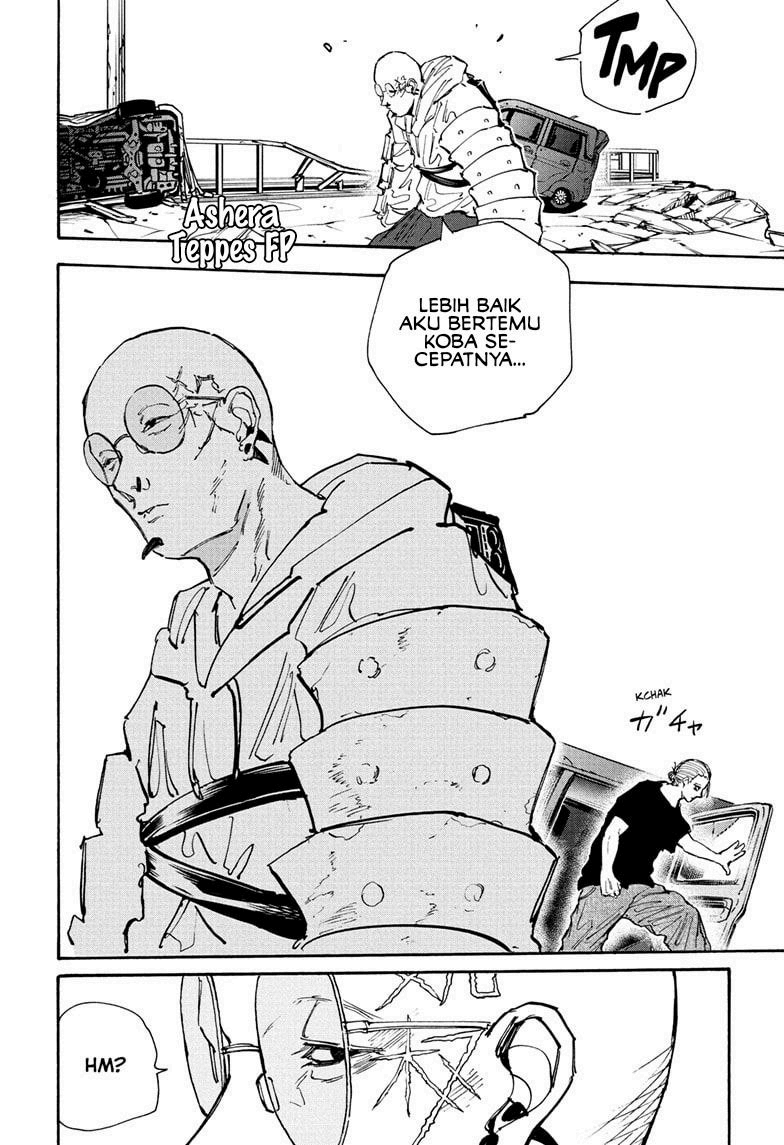 TMP
Ashera
Teppes FP
LEBIH BAIK
AKU BERTEMU
KOBA SE-
CEPATNYA...
KCHAK
ガチャ
HM?